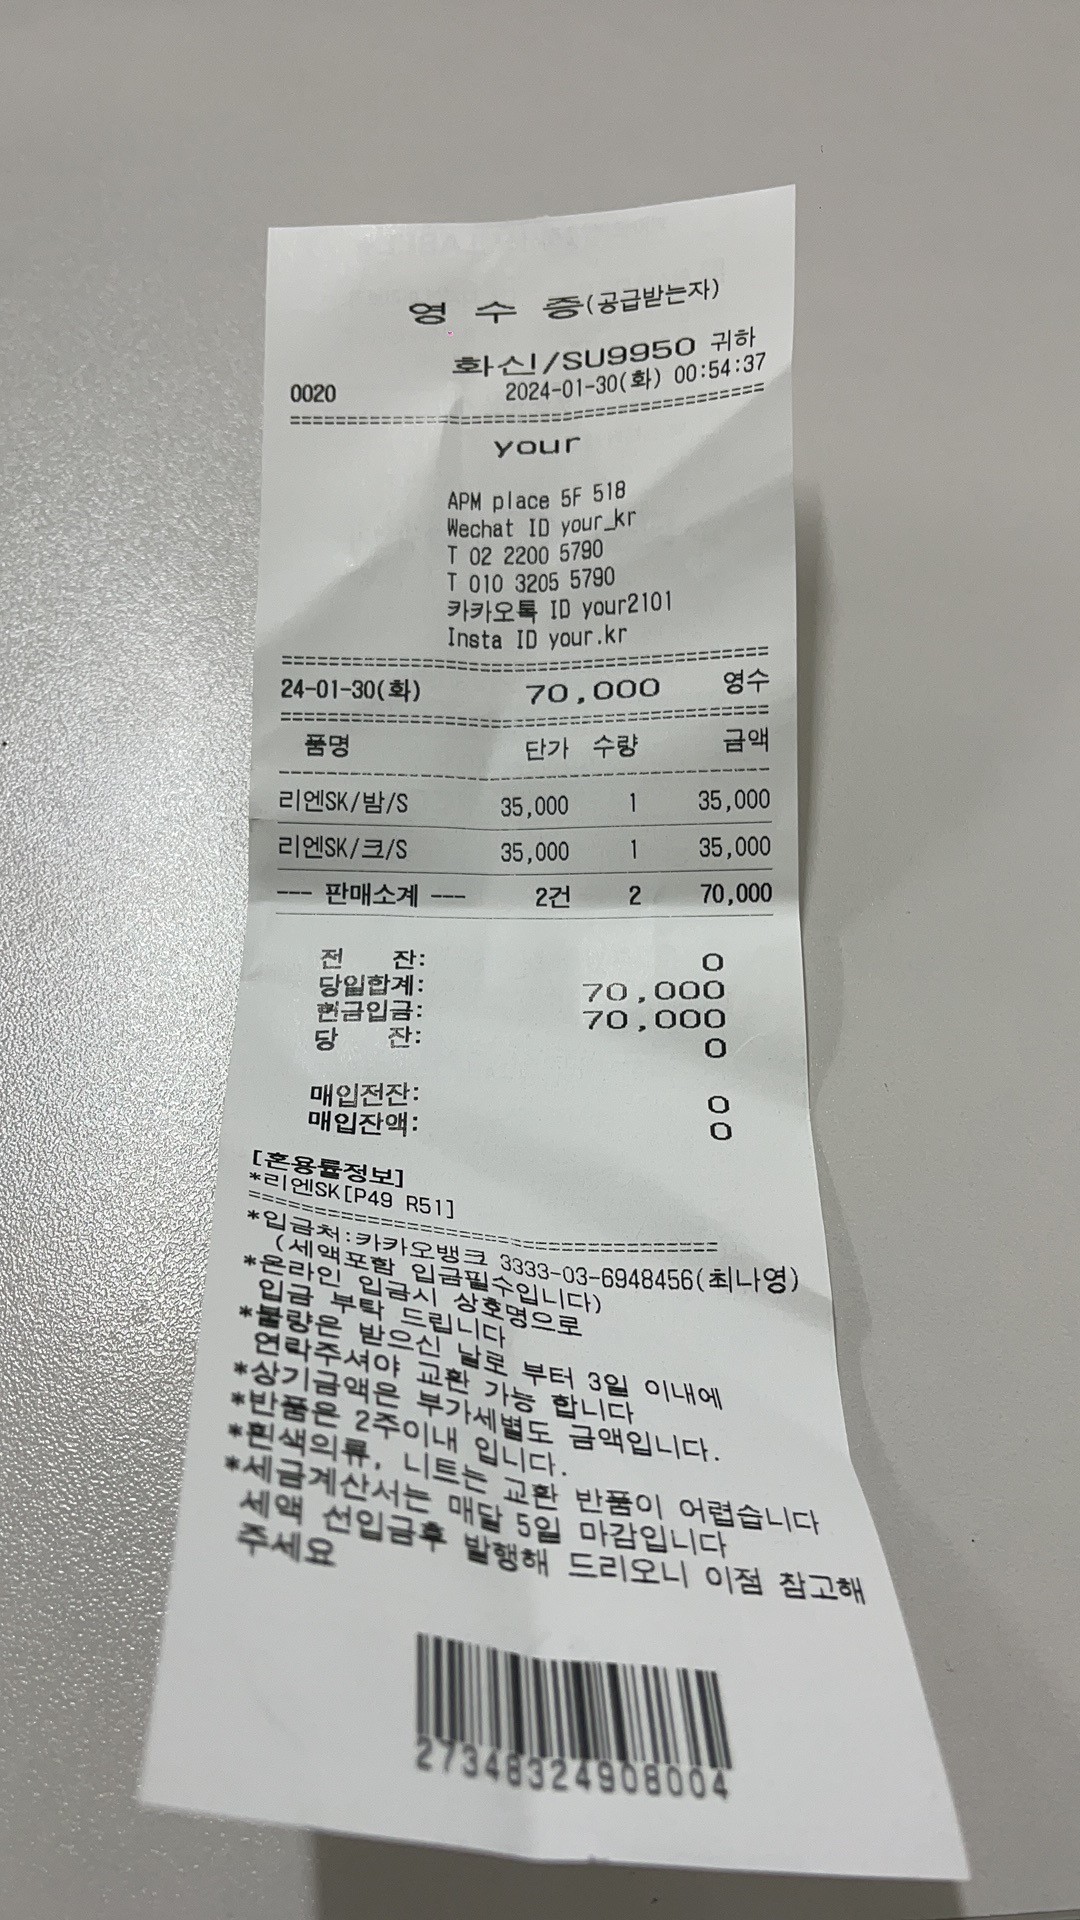 영 수 증(공급받는자)
화신/SU9950 귀하
0020 2024-01-30(화) 00:54:37
========================================
your
APM place 5F 518
Wechat ID your_kr
T 02 2200 5790
T 010 3205 5790
카카오톡 ID your2101
Insta ID your.kr
========================================
24-01-30(화) 70,000 영수
========================================
품명 단가 수량 금액
리엔SK/밤/S 35,000 1 35,000
리엔SK/크/S 35,000 1 35,000
--- 판매소계 --- 2건 2 70,000
전 잔: 0
당일합계: 70,000
현금입금: 70,000
당 잔: 0
매입전잔: 0
매입잔액: 0
[혼용률정보]
*리엔SK[P49 R51]
========================================
*입금처:카카오뱅크 3333-03-6948456(최나영)
(세액포함 입금필수입니다)
*온라인 입금시 상호명으로
입금 부탁 드립니다
*불량은 받으신 날로 부터 3일 이내에
연락주셔야 교환 가능 합니다
*상기금액은 부가세별도 금액입니다.
*반품은 2주이내 입니다.
*흰색의류, 니트는 교환 반품이 어렵습니다
*세금계산서는 매달 5일 마감입니다
세액 선입금후 발행해 드리오니 이점 참고해
주세요
27348324908004